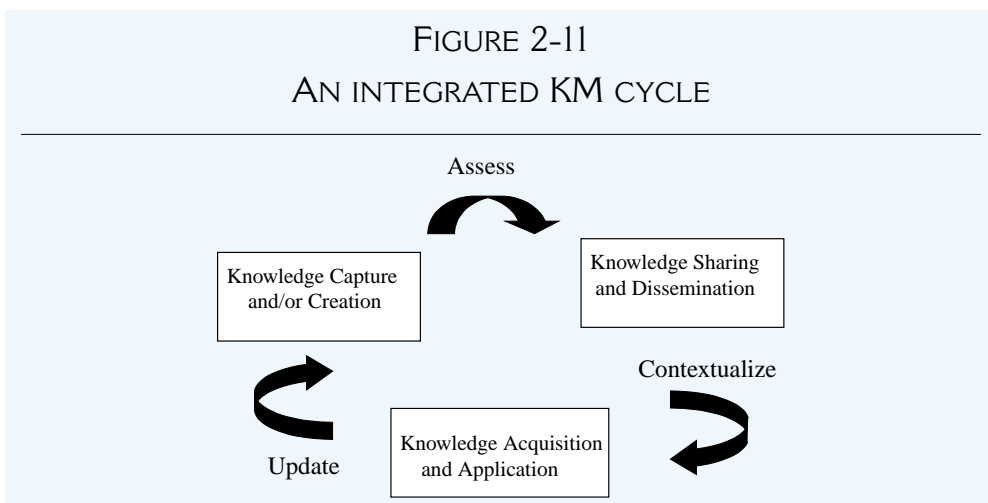 FIGURE 2-11
AN INTEGRATED KM CYCLE
Assess
Knowledge Capture
and/or Creation
Knowledge Sharing
and Dissemination
Contextualize
Knowledge Acquisition
and Application
Update